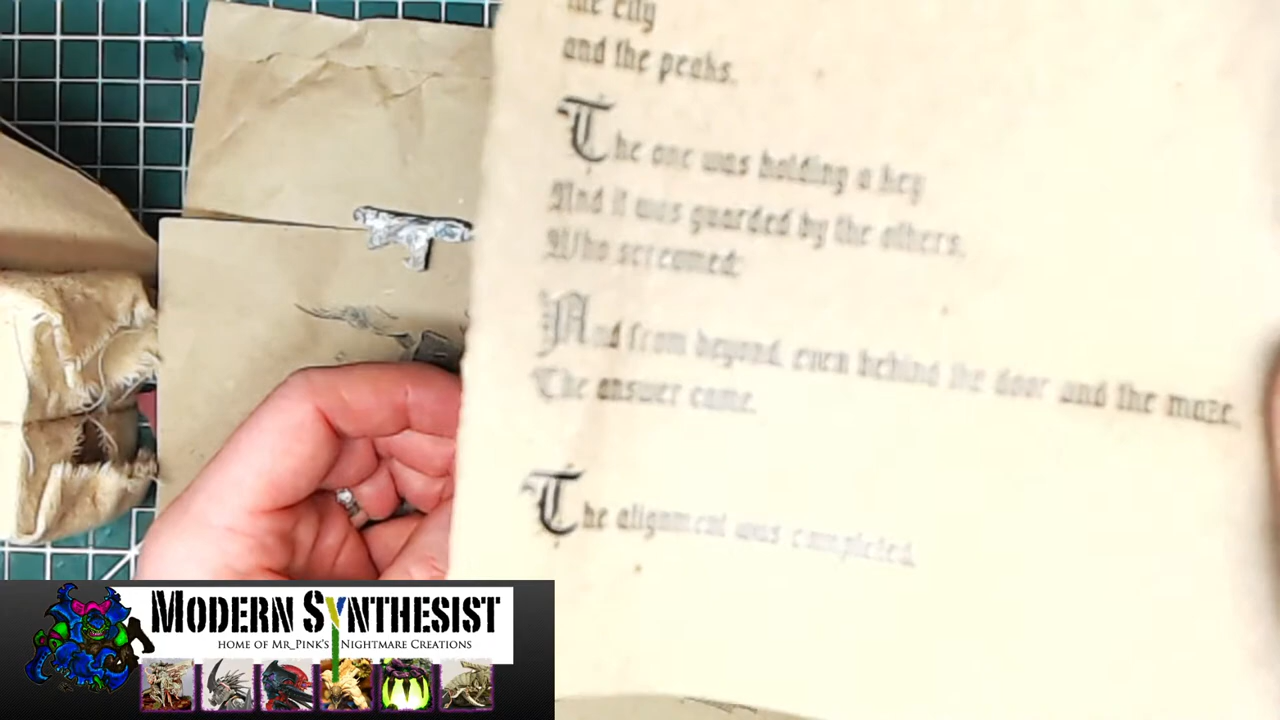 the city
and the peaks.
The one was holding a key
And it was guarded by the others,
Who screamed:
And from beyond, even behind the door and the maze,
The answer came.
The alignment was completed.
MODERN SYNTHESIST
HOME OF MR_PINK'S NIGHTMARE CREATIONS